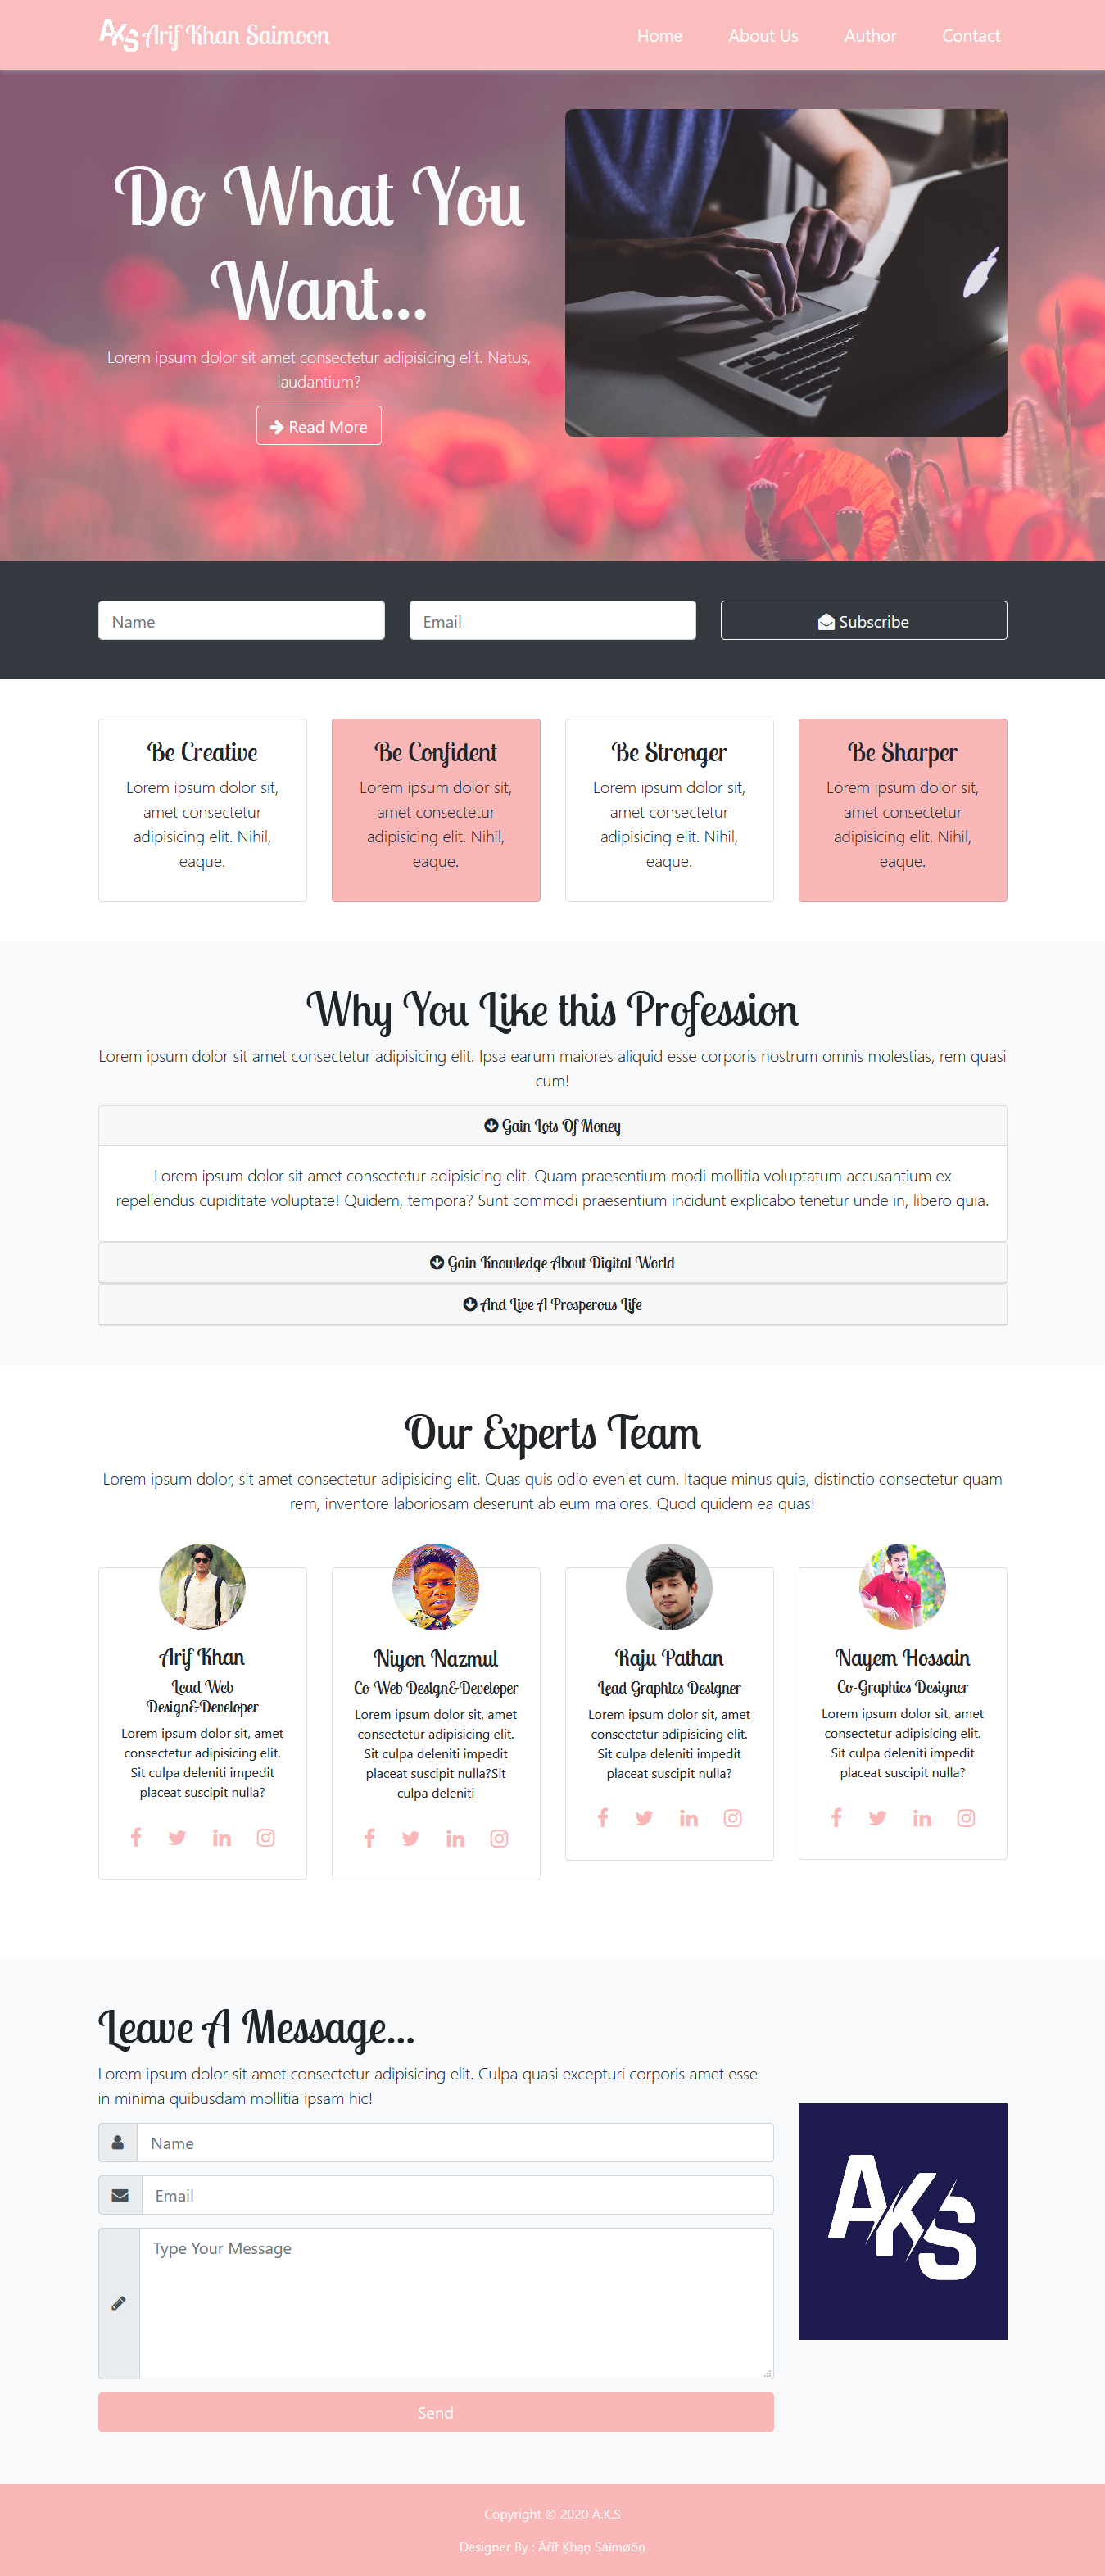 AKS Arif Khan Saimoon
Home About Us Author Contact
Do What You
Want...
Lorem ipsum dolor sit amet consectetur adipisicing elit. Natus,
laudantium?
Read More
Name Email Subscribe
Be Creative
Lorem ipsum dolor sit,
amet consectetur
adipisicing elit. Nihil,
eaque.
Be Confident
Lorem ipsum dolor sit,
amet consectetur
adipisicing elit. Nihil,
eaque.
Be Stronger
Lorem ipsum dolor sit,
amet consectetur
adipisicing elit. Nihil,
eaque.
Be Sharper
Lorem ipsum dolor sit,
amet consectetur
adipisicing elit. Nihil,
eaque.
Why You Like this Profession
Lorem ipsum dolor sit amet consectetur adipisicing elit. Ipsa earum maiores aliquid esse corporis nostrum omnis molestias, rem quasi
cum!
Gain Lots Of Money
Lorem ipsum dolor sit amet consectetur adipisicing elit. Quam praesentium modi mollitia voluptatum accusantium ex
repellendus cupiditate voluptate! Quidem, tempora? Sunt commodi praesentium incidunt explicabo tenetur unde in, libero quia.
Gain Knowledge About Digital World
And Live A Prosperous Life
Our Experts Team
Lorem ipsum dolor, sit amet consectetur adipisicing elit. Quas quis odio eveniet cum. Itaque minus quia, distinctio consectetur quam
rem, inventore laboriosam deserunt ab eum maiores. Quod quidem ea quas!
Arif Khan
Lead Web
Design&Developer
Lorem ipsum dolor sit, amet
consectetur adipisicing elit.
Sit culpa deleniti impedit
placeat suscipit nulla?
Niyon Nazmul
Co-Web Design&Developer
Lorem ipsum dolor sit, amet
consectetur adipisicing elit.
Sit culpa deleniti impedit
placeat suscipit nulla?Sit
culpa deleniti
Raju Pathan
Lead Graphics Designer
Lorem ipsum dolor sit, amet
consectetur adipisicing elit.
Sit culpa deleniti impedit
placeat suscipit nulla?
Nayem Hossain
Co-Graphics Designer
Lorem ipsum dolor sit, amet
consectetur adipisicing elit.
Sit culpa deleniti impedit
placeat suscipit nulla?
Leave A Message...
Lorem ipsum dolor sit amet consectetur adipisicing elit. Culpa quasi excepturi corporis amet esse
in minima quibusdam mollitia ipsam hic!
Name
Email
Type Your Message
Send
AKS
Copyright © 2020 A.K.S
Designer By : Ăřïf Ķhąņ Sàïmøöņ